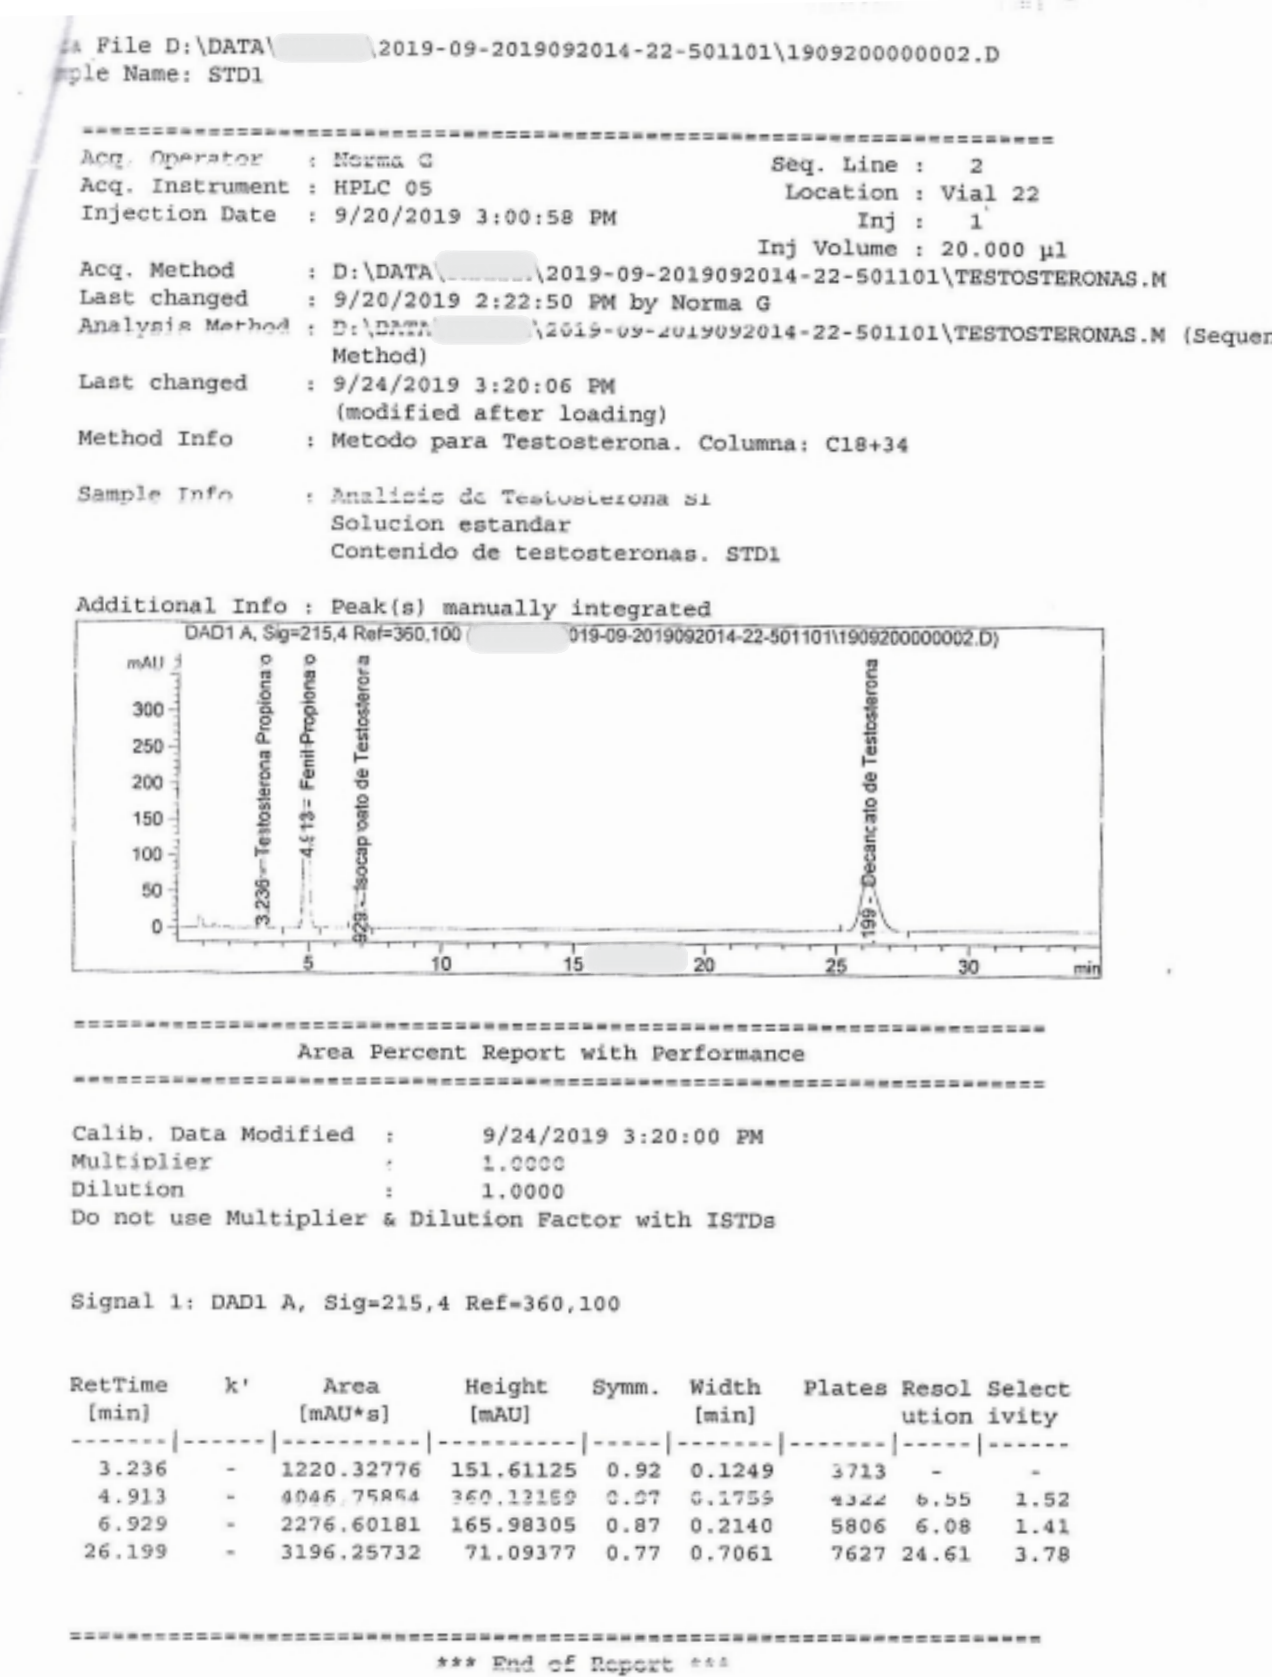 File D:\DATA\ \2019-09-2019092014-22-501101\1909200000002.D
ple Name: STD1
=====================================================================
Acq. Operator : Norma G Seq. Line : 2
Acq. Instrument : HPLC 05 Location : Vial 22
Injection Date : 9/20/2019 3:00:58 PM Inj : 1
Inj Volume : 20.000 µl
Acq. Method : D:\DATA\ \2019-09-2019092014-22-501101\TESTOSTERONAS.M
Last changed : 9/20/2019 2:22:50 PM by Norma G
Analysis Method : D:\DATA\ \2019-09-2019092014-22-501101\TESTOSTERONAS.M (Sequen
Method)
Last changed : 9/24/2019 3:20:06 PM
(modified after loading)
Method Info : Metodo para Testosterona. Columna: C18+34
Sample Info : Analisis de Testosterona S1
Solucion estandar
Contenido de testosteronas. STD1
Additional Info : Peak(s) manually integrated
DAD1 A, Sig=215,4 Ref=360,100 ( 019-09-2019092014-22-501101\1909200000002.D)
mAU
300
250
200
150
100
50
0
3.236 - Testosterona Propiona o
4.913 - Fenil Propiona o
929 - Isocap oato de Testosterora
199 - Decancato de Testosterona
5 10 15 20 25 30 min
=====================================================================
Area Percent Report with Performance
=====================================================================
Calib. Data Modified : 9/24/2019 3:20:00 PM
Multiplier : 1.0000
Dilution : 1.0000
Do not use Multiplier & Dilution Factor with ISTDs
Signal 1: DAD1 A, Sig=215,4 Ref=360,100
RetTime k' Area Height Symm. Width Plates Resol Select
[min] [mAU*s] [mAU] [min] ution ivity
-------|------|----------|----------|-----|-------|-------|-----|------
3.236 - 1220.32776 151.61125 0.92 0.1249 3713 - -
4.913 - 4046.75854 360.13159 0.87 0.1759 4322 6.55 1.52
6.929 - 2276.60181 165.98305 0.87 0.2140 5806 6.08 1.41
26.199 - 3196.25732 71.09377 0.77 0.7061 7627 24.61 3.78
=====================================================================
*** End of Report ***